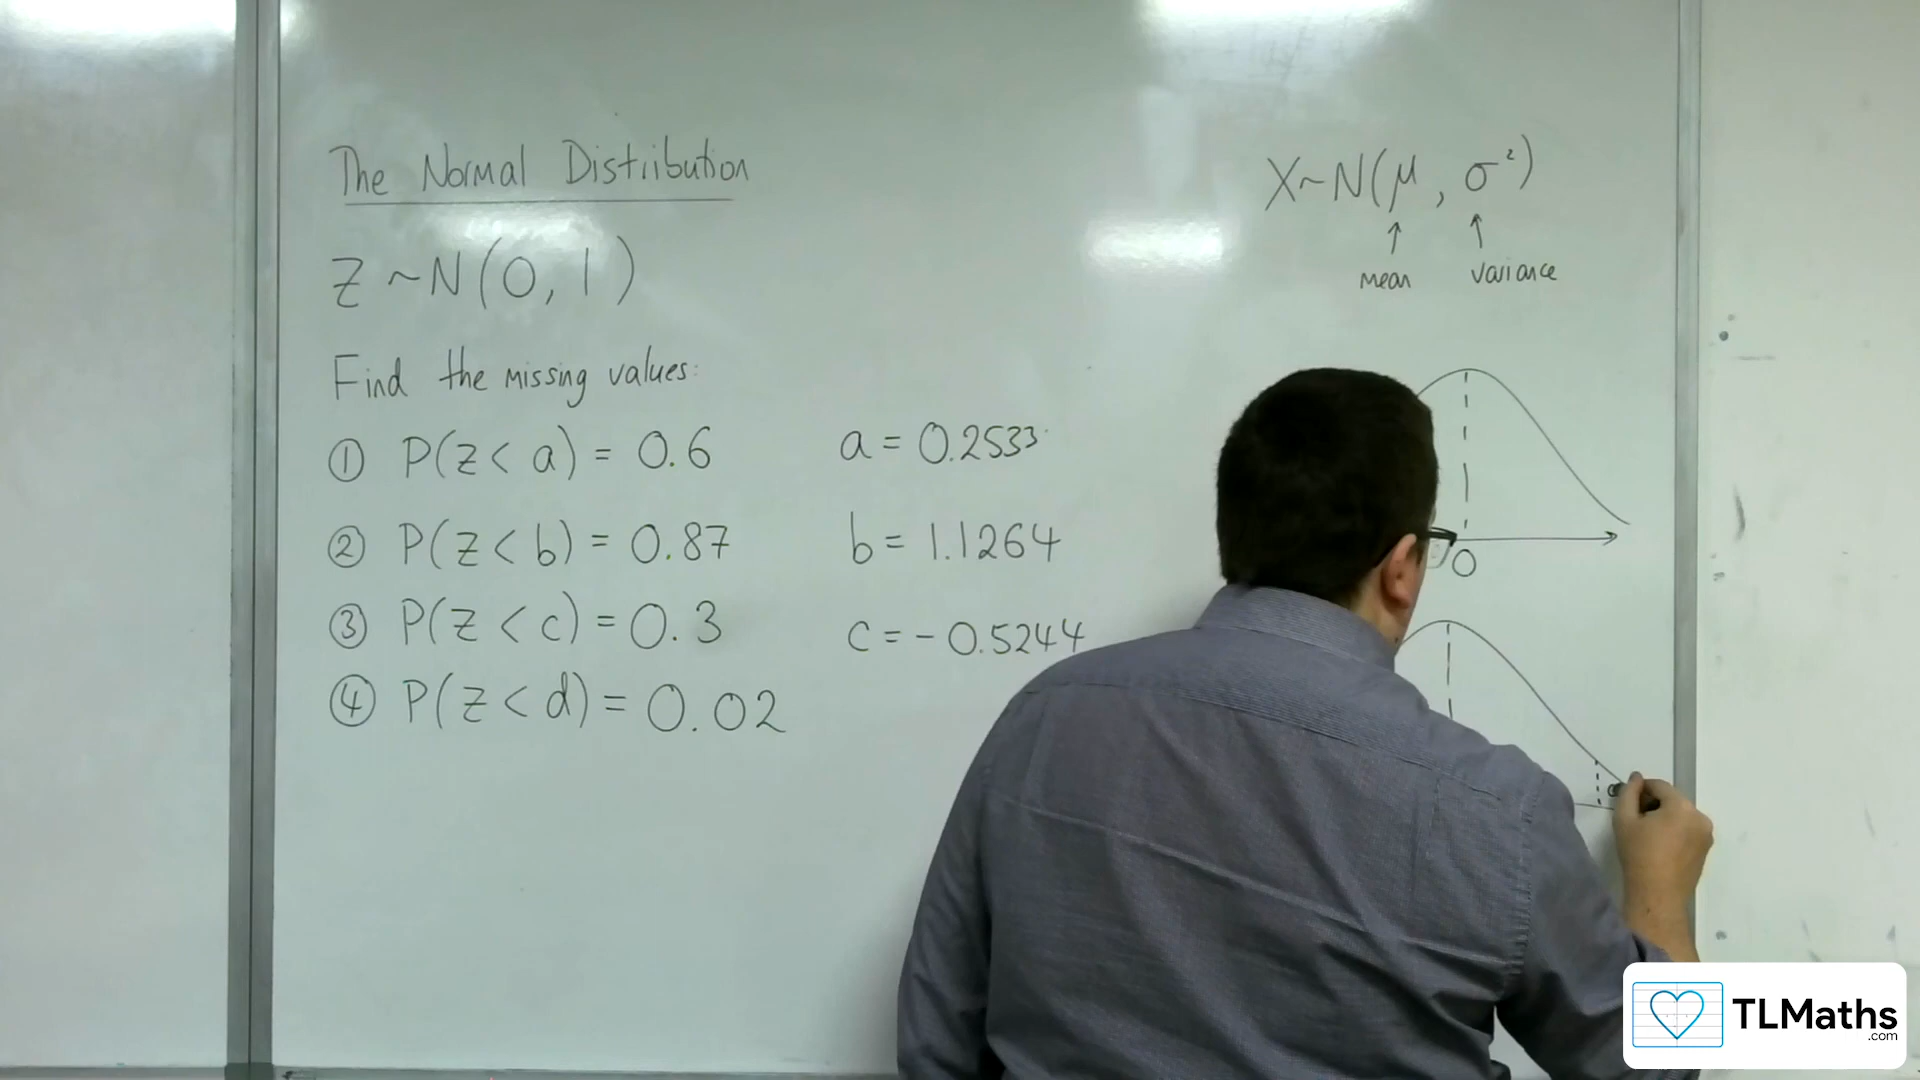 The Normal Distribution
Z ~ N(0, 1)
Find the missing values:
① P(Z < a) = 0.6
a = 0.2533
② P(Z < b) = 0.87
b = 1.1264
③ P(Z < c) = 0.3
c = -0.5244
④ P(Z < d) = 0.02
X ~ N(μ, σ²)
↑ ↑
mean variance
0
TLMaths
.com